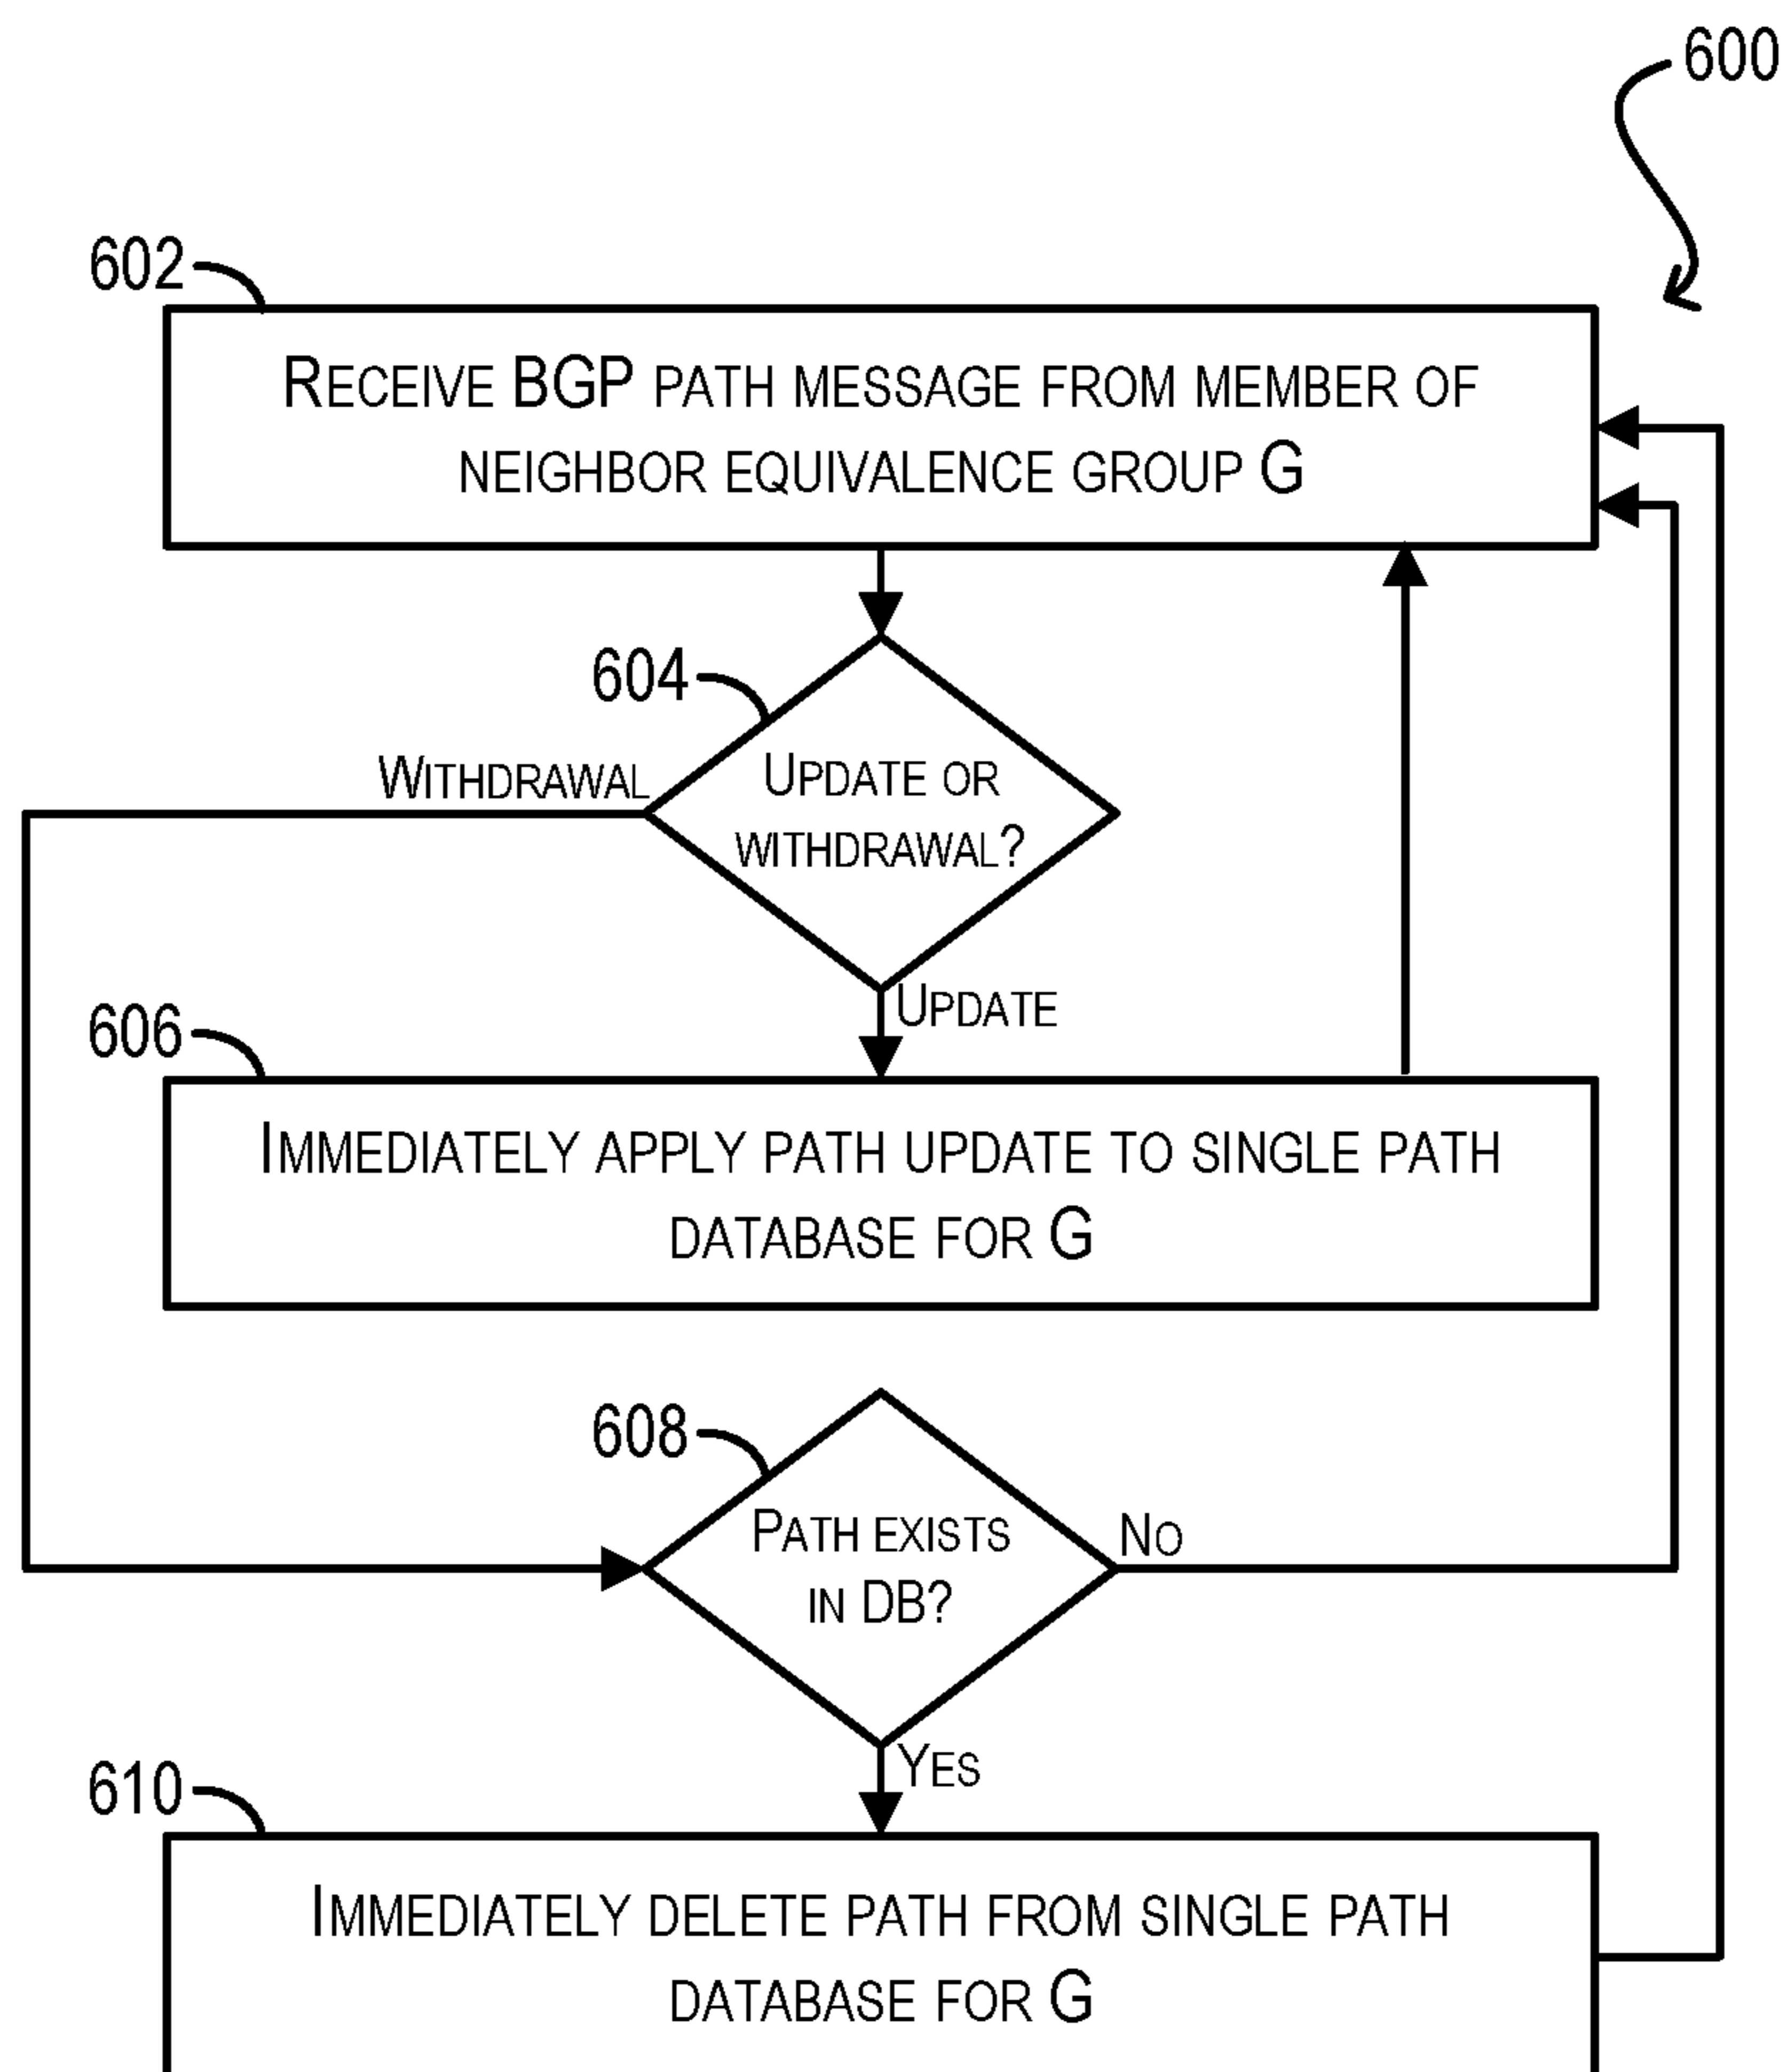 600
602
Receive BGP path message from member of
neighbor equivalence group G
604
Withdrawal
Update or
withdrawal?
Update
606
Immediately apply path update to single path
database for G
608
Path exists
in DB?
No
Yes
610
Immediately delete path from single path
database for G